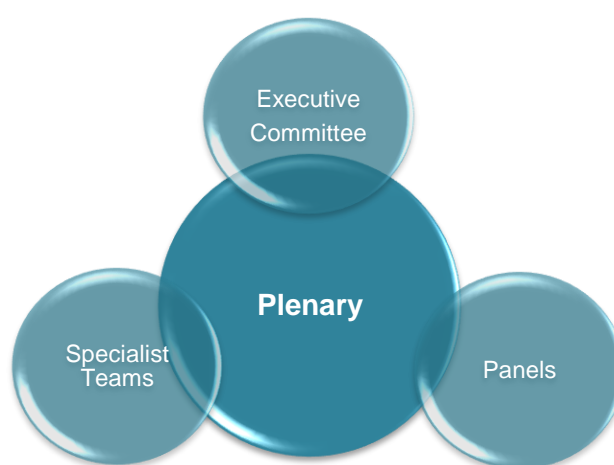 Executive
Committee
Plenary
Specialist
Teams
Panels